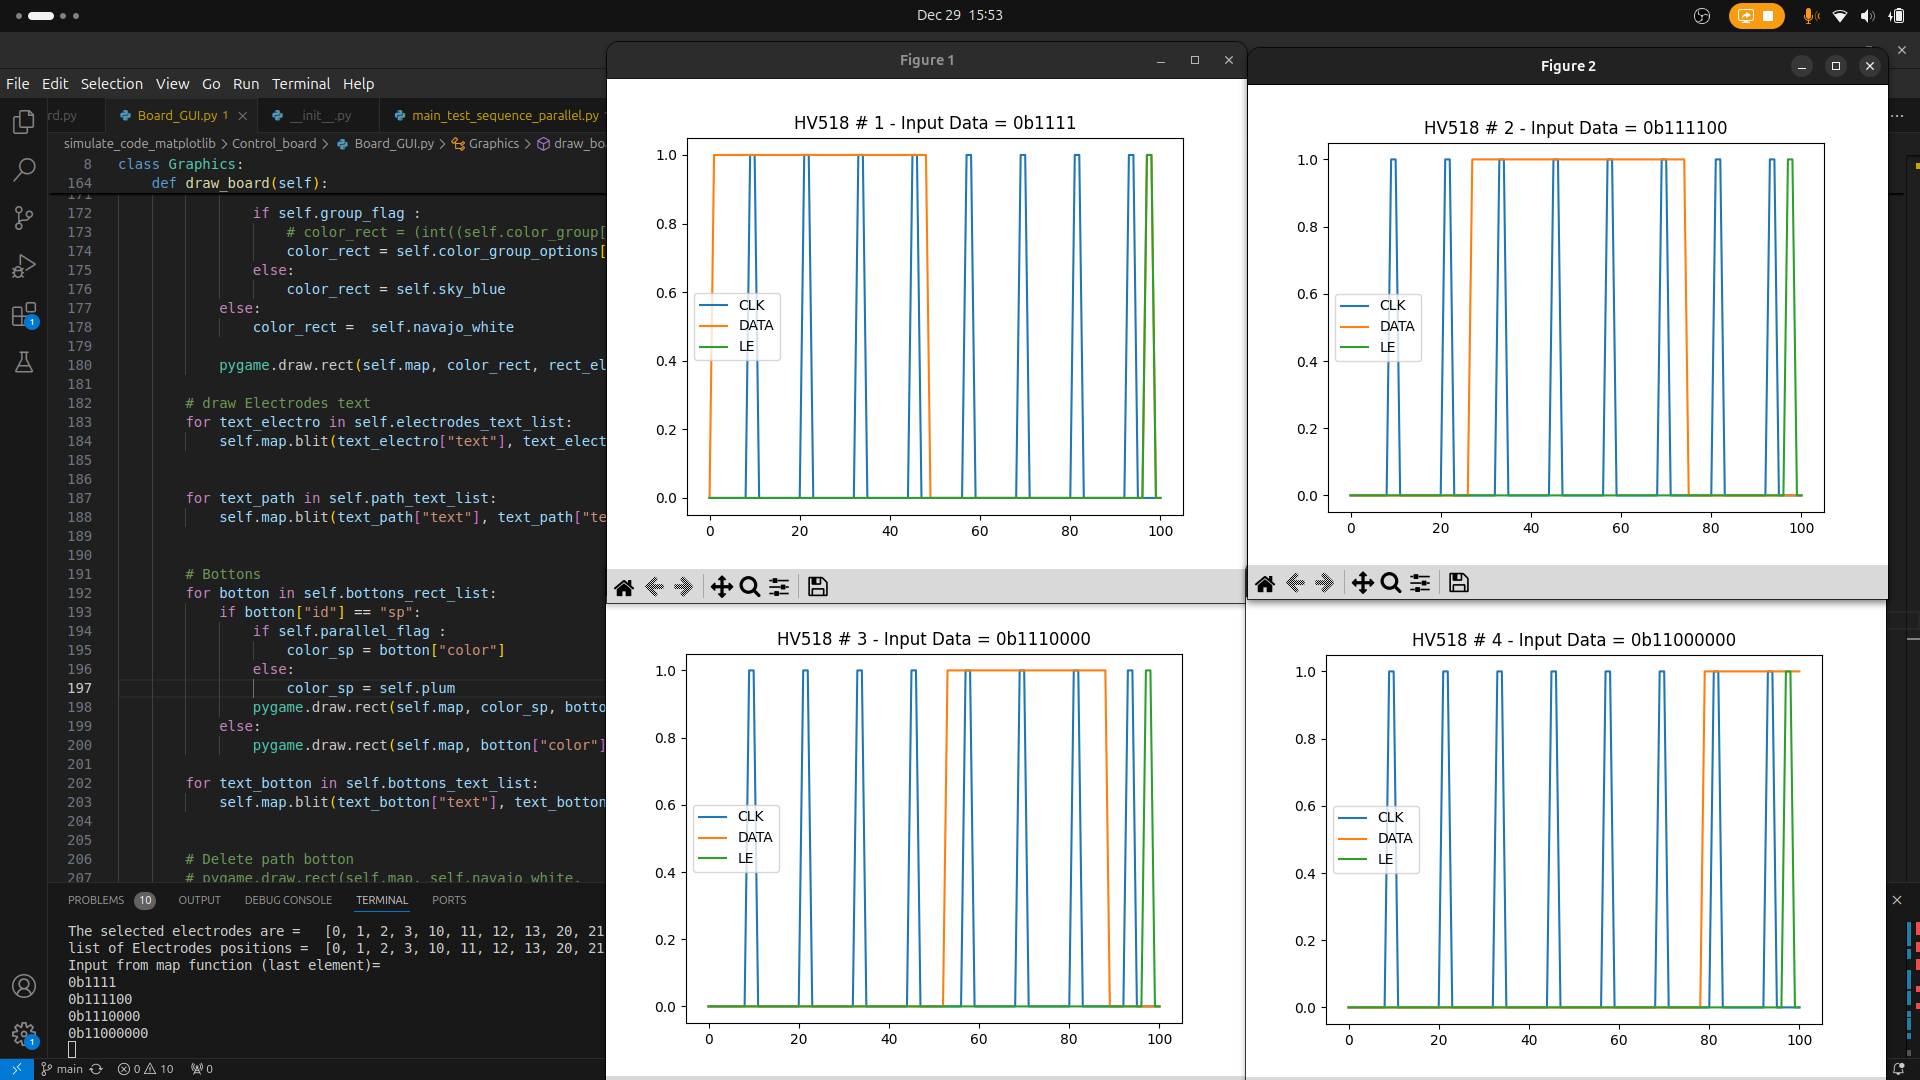 Dec 29 15:53
File Edit Selection View Go Run Terminal Help
rd.py
Board_GUI.py 1
__init__.py
main_test_sequence_parallel.py
simulate_code_matplotlib > Control_board > Board_GUI.py > Graphics >
8 class Graphics:
164 def draw_board(self):
171
172 if self.group_flag :
173 # color_rect = (int((self.color_group[
174 color_rect = self.color_group_options[
175 else:
176 color_rect = self.sky_blue
177 else:
178 color_rect = self.navajo_white
179
180 pygame.draw.rect(self.map, color_rect, rect_el
181
182 # draw Electrodes text
183 for text_electro in self.electrodes_text_list:
184 self.map.blit(text_electro["text"], text_elect
185
186
187 for text_path in self.path_text_list:
188 self.map.blit(text_path["text"], text_path["te
189
190
191 # Bottons
192 for botton in self.bottons_rect_list:
193 if botton["id"] == "sp":
194 if self.parallel_flag :
195 color_sp = botton["color"]
196 else:
197 color_sp = self.plum
198 pygame.draw.rect(self.map, color_sp, botto
199 else:
200 pygame.draw.rect(self.map, botton["color"]
201
202 for text_botton in self.bottons_text_list:
203 self.map.blit(text_botton["text"], text_botton
204
205
206 # Delete path botton
207 # pygame.draw.rect(self.map, self.navajo_white,
PROBLEMS 10 OUTPUT DEBUG CONSOLE TERMINAL PORTS
The selected electrodes are = [0, 1, 2, 3, 10, 11, 12, 13, 20, 21
list of Electrodes positions = [0, 1, 2, 3, 10, 11, 12, 13, 20, 21
Input from map function (last element)=
0b1111
0b111100
0b1110000
0b11000000
main 0 10 0
1
1
Figure 1
HV518 # 1 - Input Data = 0b1111
1.0
0.8
0.6
0.4
0.2
0.0
CLK
DATA
LE
0 20 40 60 80 100
Figure 2
HV518 # 2 - Input Data = 0b111100
1.0
0.8
0.6
0.4
0.2
0.0
CLK
DATA
LE
0 20 40 60 80 100
HV518 # 3 - Input Data = 0b1110000
1.0
0.8
0.6
0.4
0.2
0.0
CLK
DATA
LE
0 20 40 60 80 100
HV518 # 4 - Input Data = 0b11000000
1.0
0.8
0.6
0.4
0.2
0.0
CLK
DATA
LE
0 20 40 60 80 100